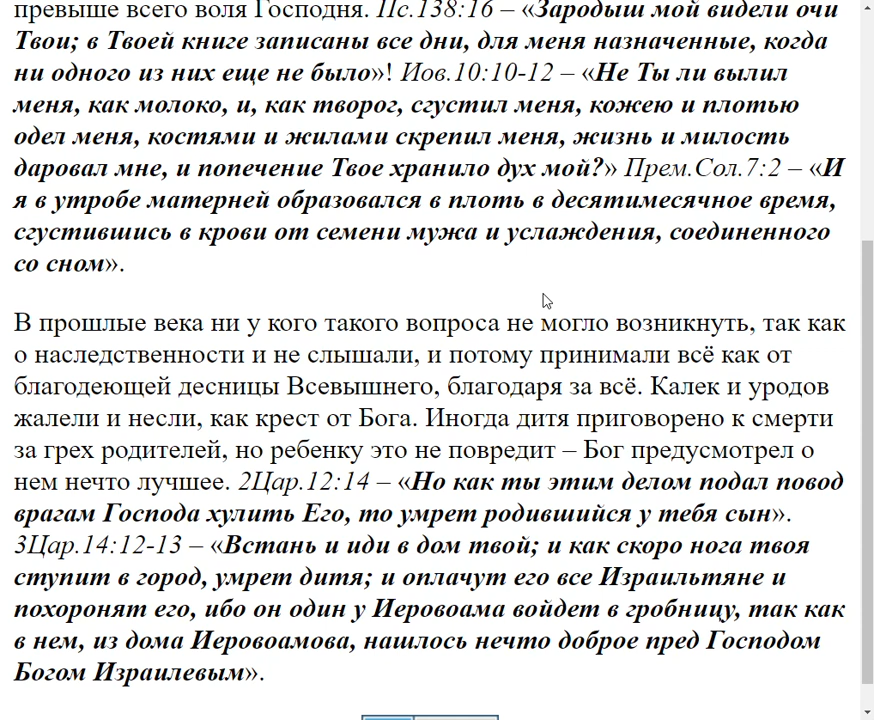 превыше всего воля Господня. Пс.138:16 – «Зародыш мой видели очи
Твои; в Твоей книге записаны все дни, для меня назначенные, когда
ни одного из них еще не было»! Иов.10:10-12 – «Не Ты ли вылил
меня, как молоко, и, как творог, сгустил меня, кожею и плотью
одел меня, костями и жилами скрепил меня, жизнь и милость
даровал мне, и попечение Твое хранило дух мой?» Прем.Сол.7:2 – «И
я в утробе матерней образовался в плоть в десятимесячное время,
сгустившись в крови от семени мужа и услаждения, соединенного
со сном».
В прошлые века ни у кого такого вопроса не могло возникнуть, так как
о наследственности и не слышали, и потому принимали всё как от
благодеющей десницы Всевышнего, благодаря за всё. Калек и уродов
жалели и несли, как крест от Бога. Иногда дитя приговорено к смерти
за грех родителей, но ребенку это не повредит – Бог предусмотрел о
нем нечто лучшее. 2Цар.12:14 – «Но как ты этим делом подал повод
врагам Господа хулить Его, то умрет родившийся у тебя сын».
3Цар.14:12-13 – «Встань и иди в дом твой; и как скоро нога твоя
ступит в город, умрет дитя; и оплачут его все Израильтяне и
похоронят его, ибо он один у Иеровоама войдет в гробницу, так как
в нем, из дома Иеровоамова, нашлось нечто доброе пред Господом
Богом Израилевым».